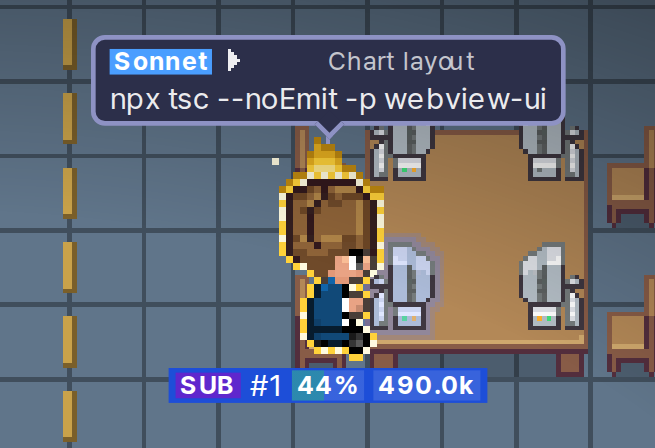 Sonnet Chart layout
npx tsc --noEmit -p webview-ui
SUB #1 44% 490.0k